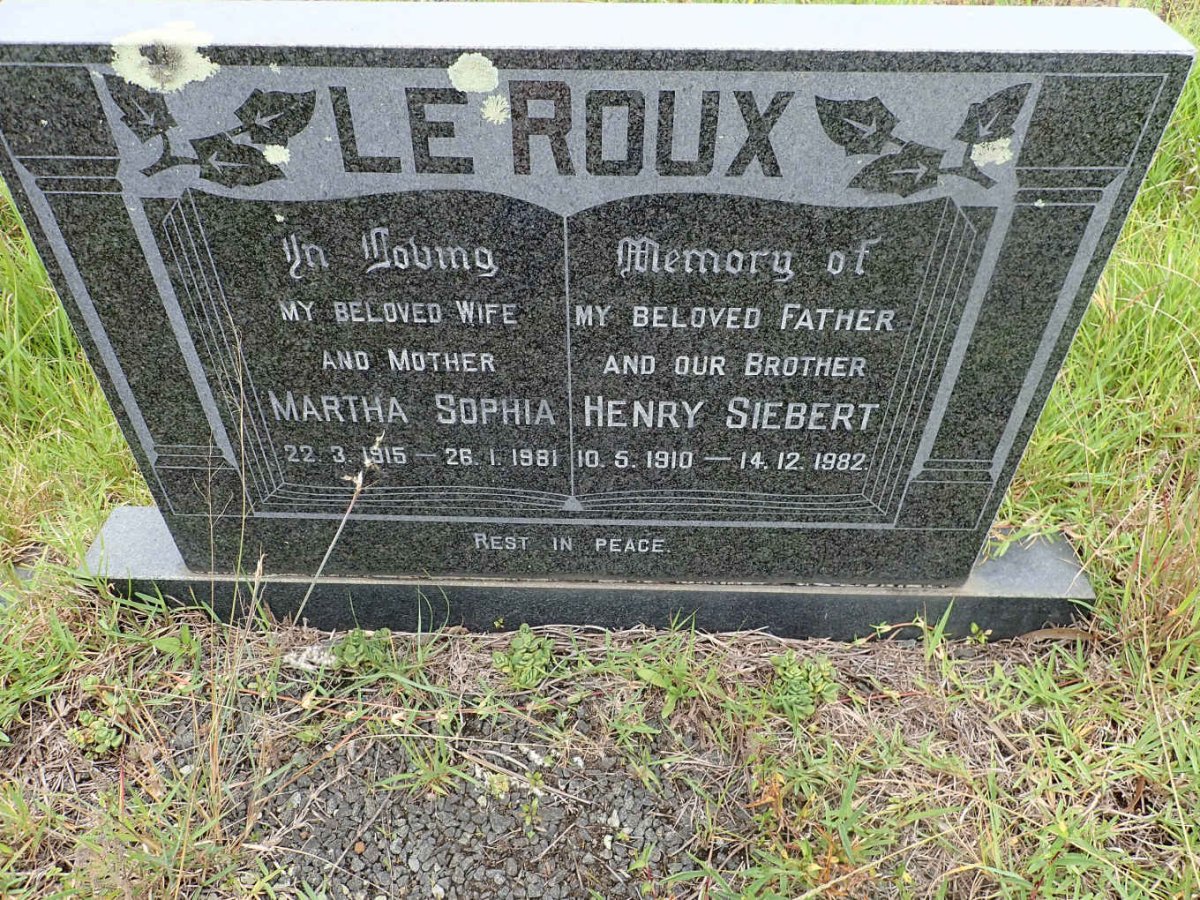 LE ROUX
In Loving
MY BELOVED WIFE
AND MOTHER
MARTHA SOPHIA
22.3.1915 – 26.1.1981
Memory of
MY BELOVED FATHER
AND OUR BROTHER
HENRY SIEBERT
10.5.1910 – 14.12.1982.
REST IN PEACE.